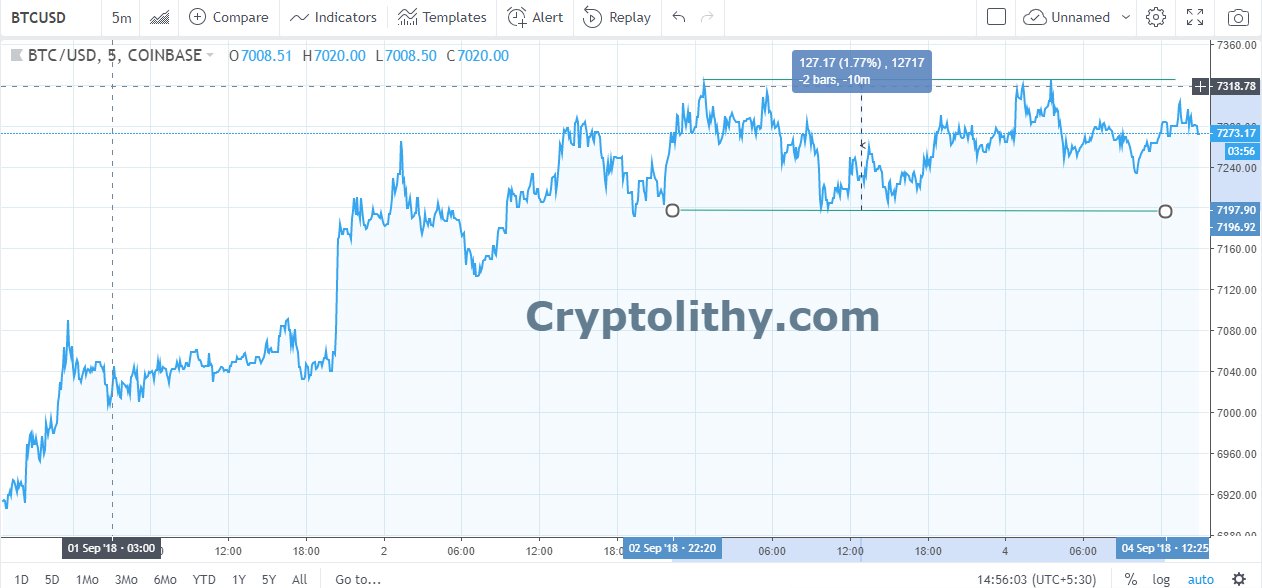 BTCUSD 5m Compare Indicators Templates Alert Replay Unnamed
BTC/USD, 5, COINBASE O7008.51 H7020.00 L7008.50 C7020.00
7360.00
127.17 (1.77%) , 12717
-2 bars, -10m
7318.78
7273.17
03:56
7240.00
7197.90
7196.92
7160.00
7120.00
Cryptolithy.com
7080.00
7040.00
7000.00
6960.00
6920.00
01 Sep '18 - 03:00 12:00 18:00 2 06:00 12:00 02 Sep '18 - 22:20 06:00 12:00 18:00 4 06:00 04 Sep '18 - 12:25
1D 5D 1Mo 3Mo 6Mo YTD 1Y 5Y All Go to... 14:56:03 (UTC+5:30) % log auto